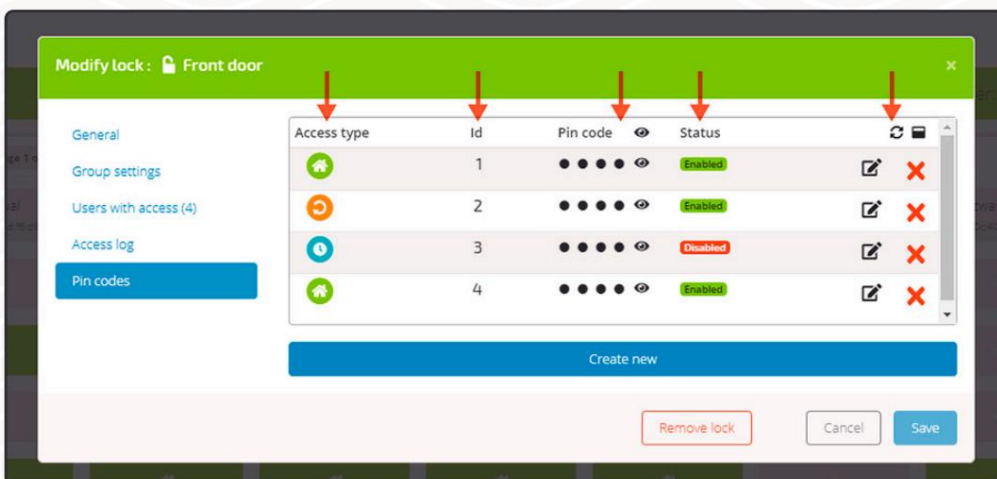 Modify lock : Front door
×
General
Group settings
Users with access (4)
Access log
Pin codes
Access type Id Pin code Status
1 Enabled
2 Enabled
3 Disabled
4 Enabled
Create new
Remove lock Cancel Save